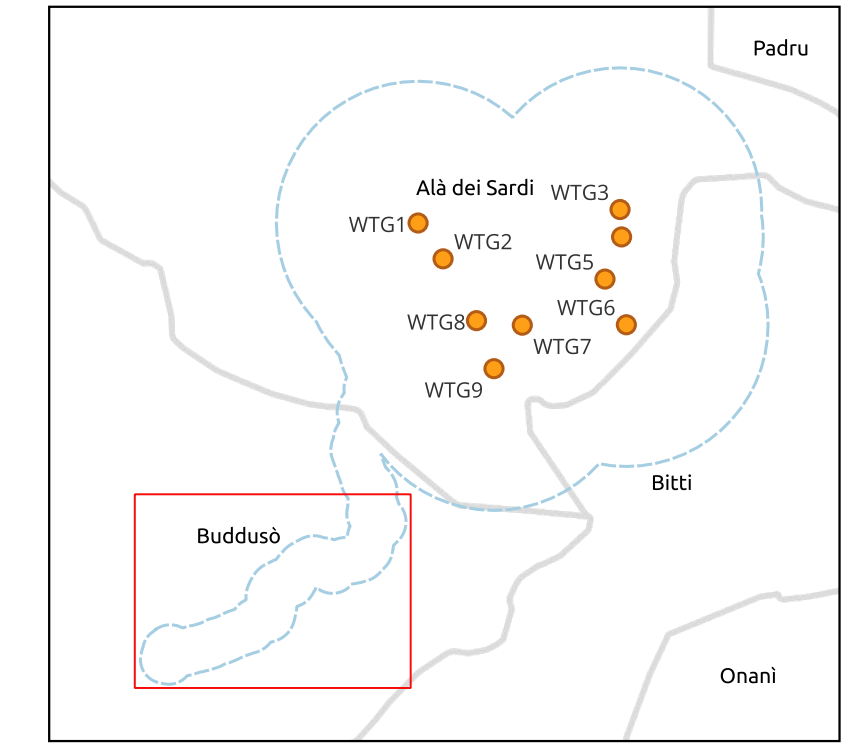 Padru
Alà dei Sardi
WTG3
WTG1
WTG2
WTG5
WTG6
WTG8
WTG7
WTG9
Bitti
Buddusò
Onanì